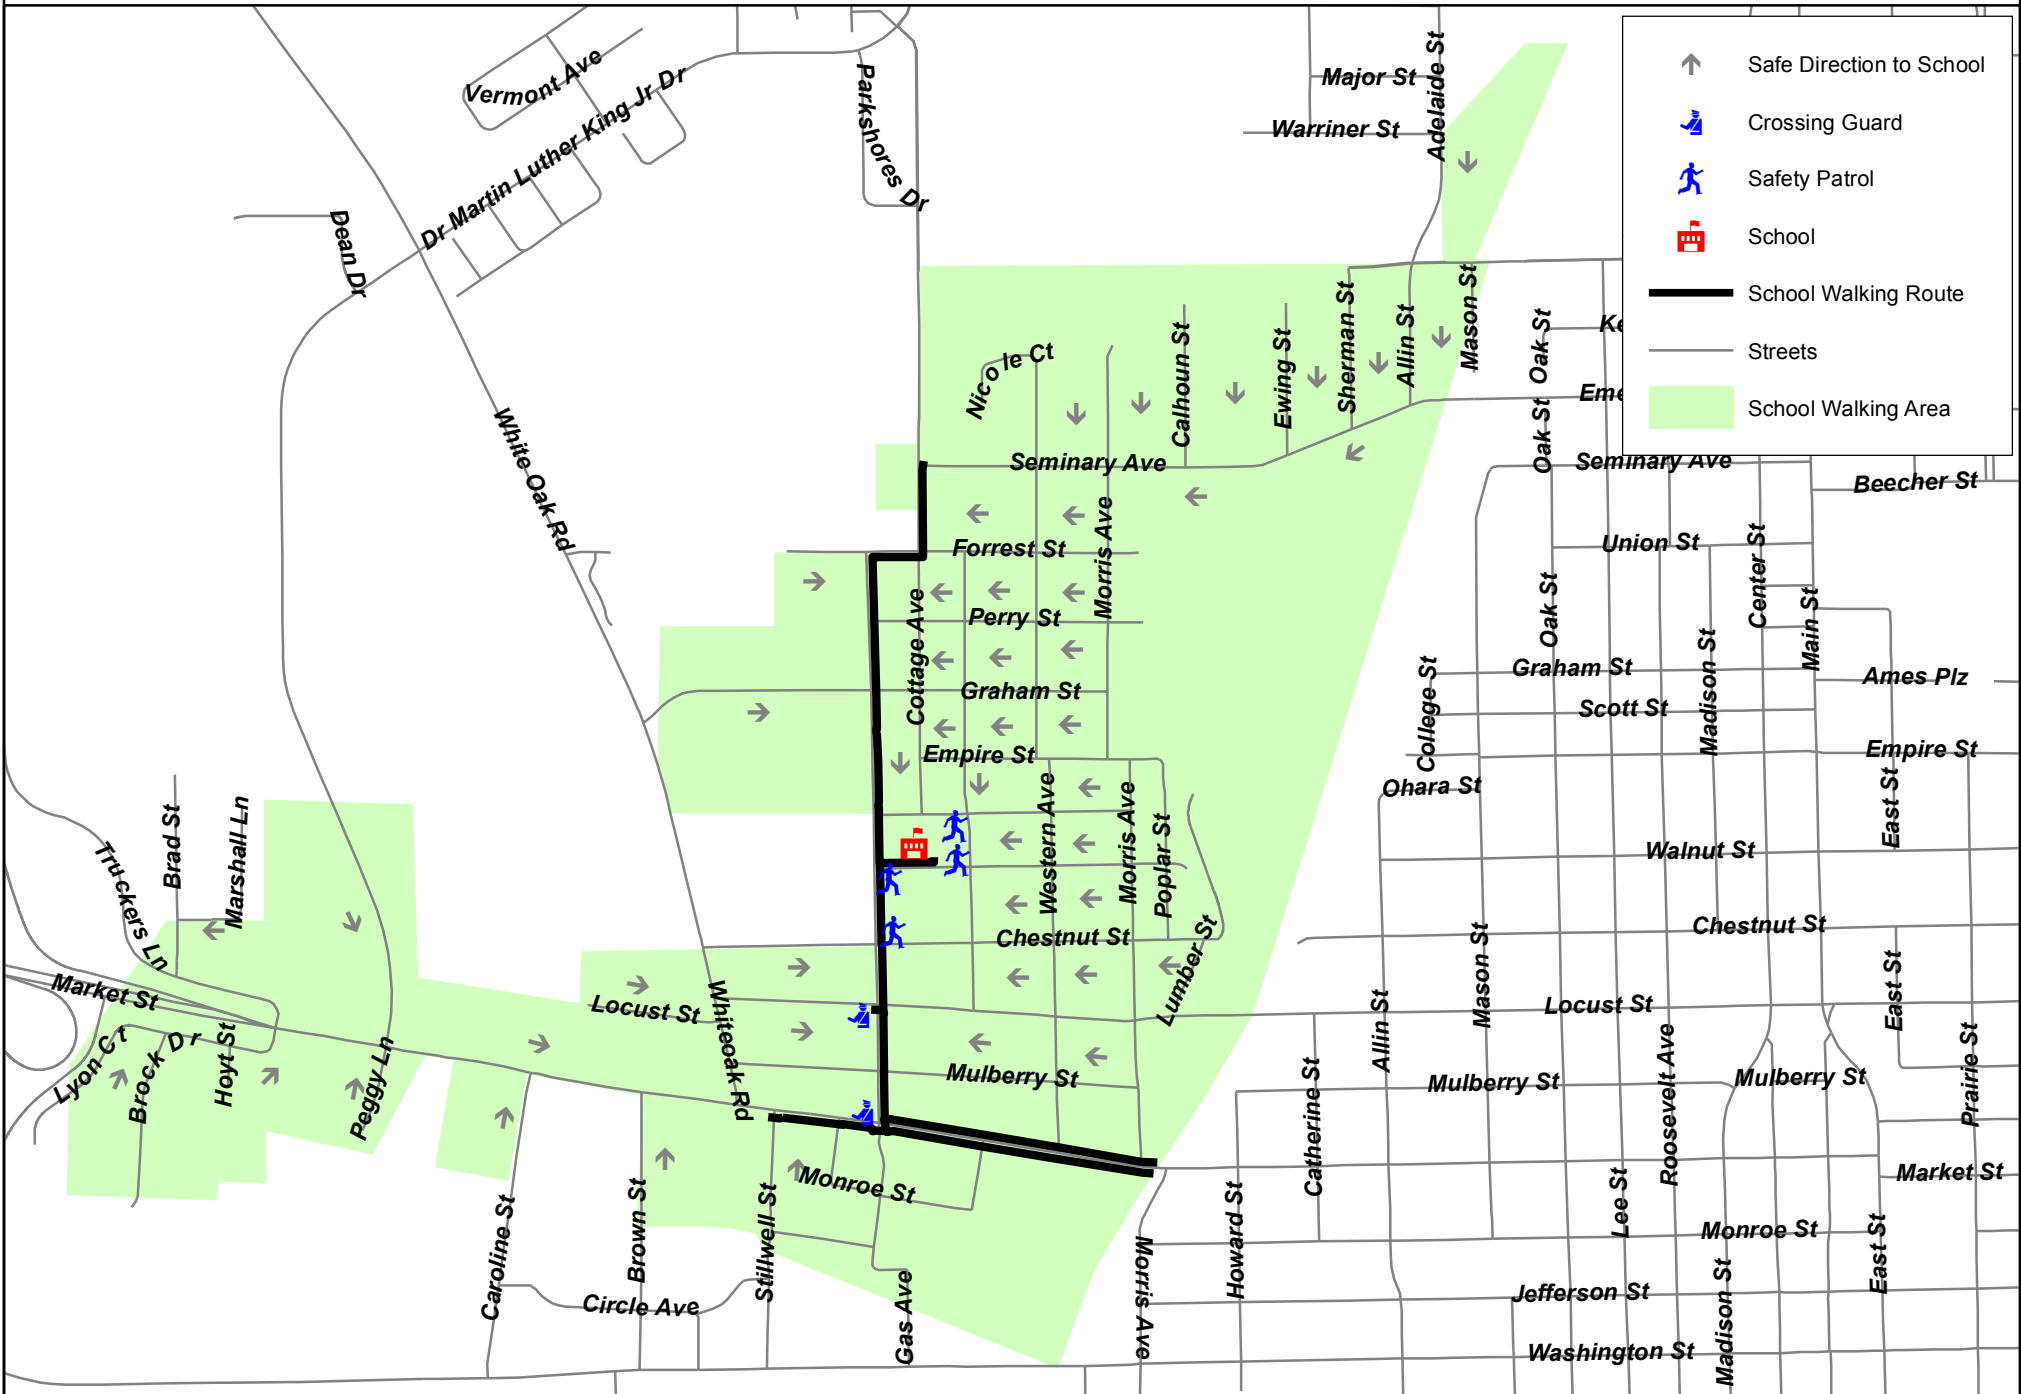 Safe Direction to School
Crossing Guard
Safety Patrol
School
School Walking Route
Streets
School Walking Area
Vermont Ave
Dr Martin Luther King Jr Dr
Parkshores Dr
Major St
Warriner St
Adelaide St
Dean Dr
White Oak Rd
Nicole Ct
Calhoun St
Ewing St
Sherman St
Allin St
Mason St
Oak St
Oak St
Seminary Ave
Seminary Ave
Beecher St
Forrest St
Morris Ave
Union St
Center St
Cottage Ave
Perry St
Oak St
Main St
Graham St
Graham St
College St
Madison St
Ames Plz
Scott St
Empire St
Empire St
Ohara St
East St
Brad St
Marshall Ln
Truckers Ln
Western Ave
Morris Ave
Poplar St
Walnut St
Chestnut St
Chestnut St
Lumber St
Mason St
East St
Market St
Locust St
Whiteoak Rd
Locust St
Lyon Ct
Brock Dr
Hoyt St
Peggy Ln
Mulberry St
Allin St
Catherine St
Mulberry St
Roosevelt Ave
Mulberry St
Prairie St
Caroline St
Brown St
Stillwell St
Monroe St
Howard St
Lee St
Market St
Monroe St
East St
Circle Ave
Gas Ave
Morris Ave
Jefferson St
Madison St
Washington St